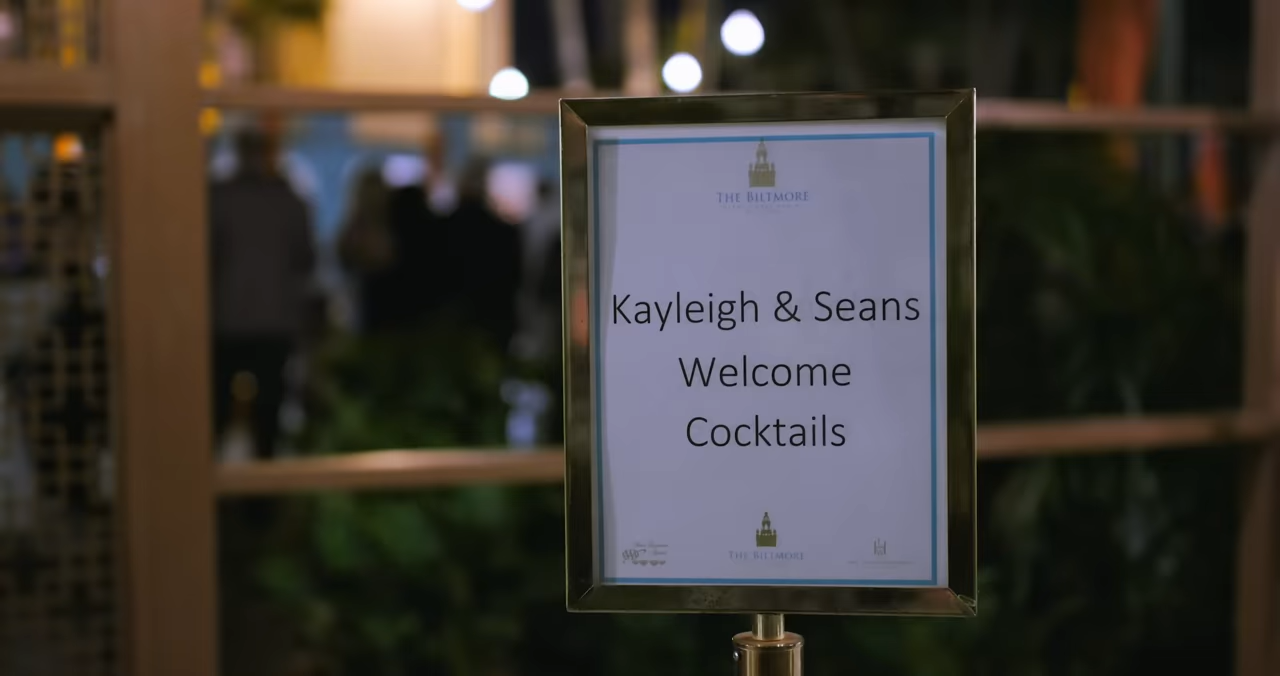 THE BILTMORE
Kayleigh & Seans
Welcome
Cocktails
THE BILTMORE